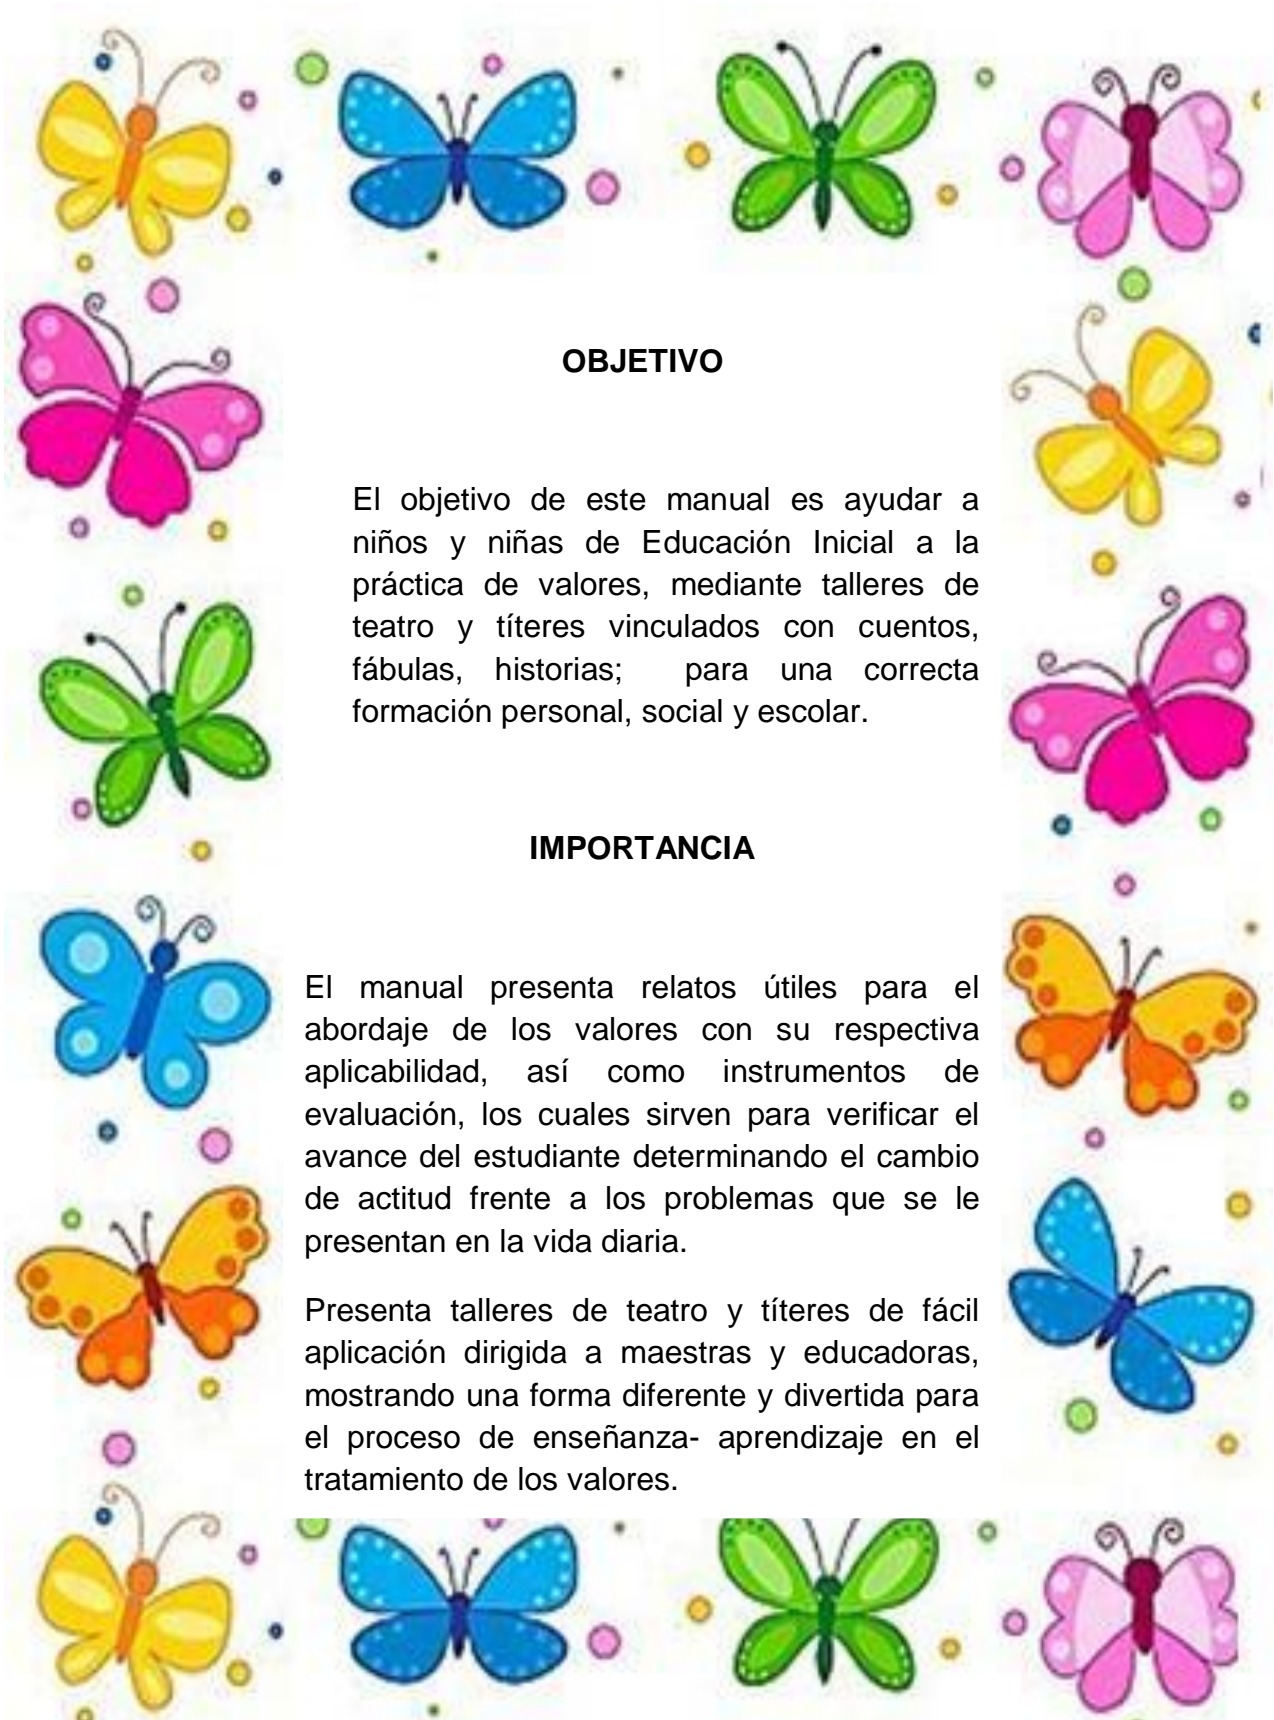 OBJETIVO
El objetivo de este manual es ayudar a
niños y niñas de Educación Inicial a la
práctica de valores, mediante talleres de
teatro y títeres vinculados con cuentos,
fábulas, historias; para una correcta
formación personal, social y escolar.
IMPORTANCIA
El manual presenta relatos útiles para el
abordaje de los valores con su respectiva
aplicabilidad, así como instrumentos de
evaluación, los cuales sirven para verificar el
avance del estudiante determinando el cambio
de actitud frente a los problemas que se le
presentan en la vida diaria.
Presenta talleres de teatro y títeres de fácil
aplicación dirigida a maestras y educadoras,
mostrando una forma diferente y divertida para
el proceso de enseñanza- aprendizaje en el
tratamiento de los valores.